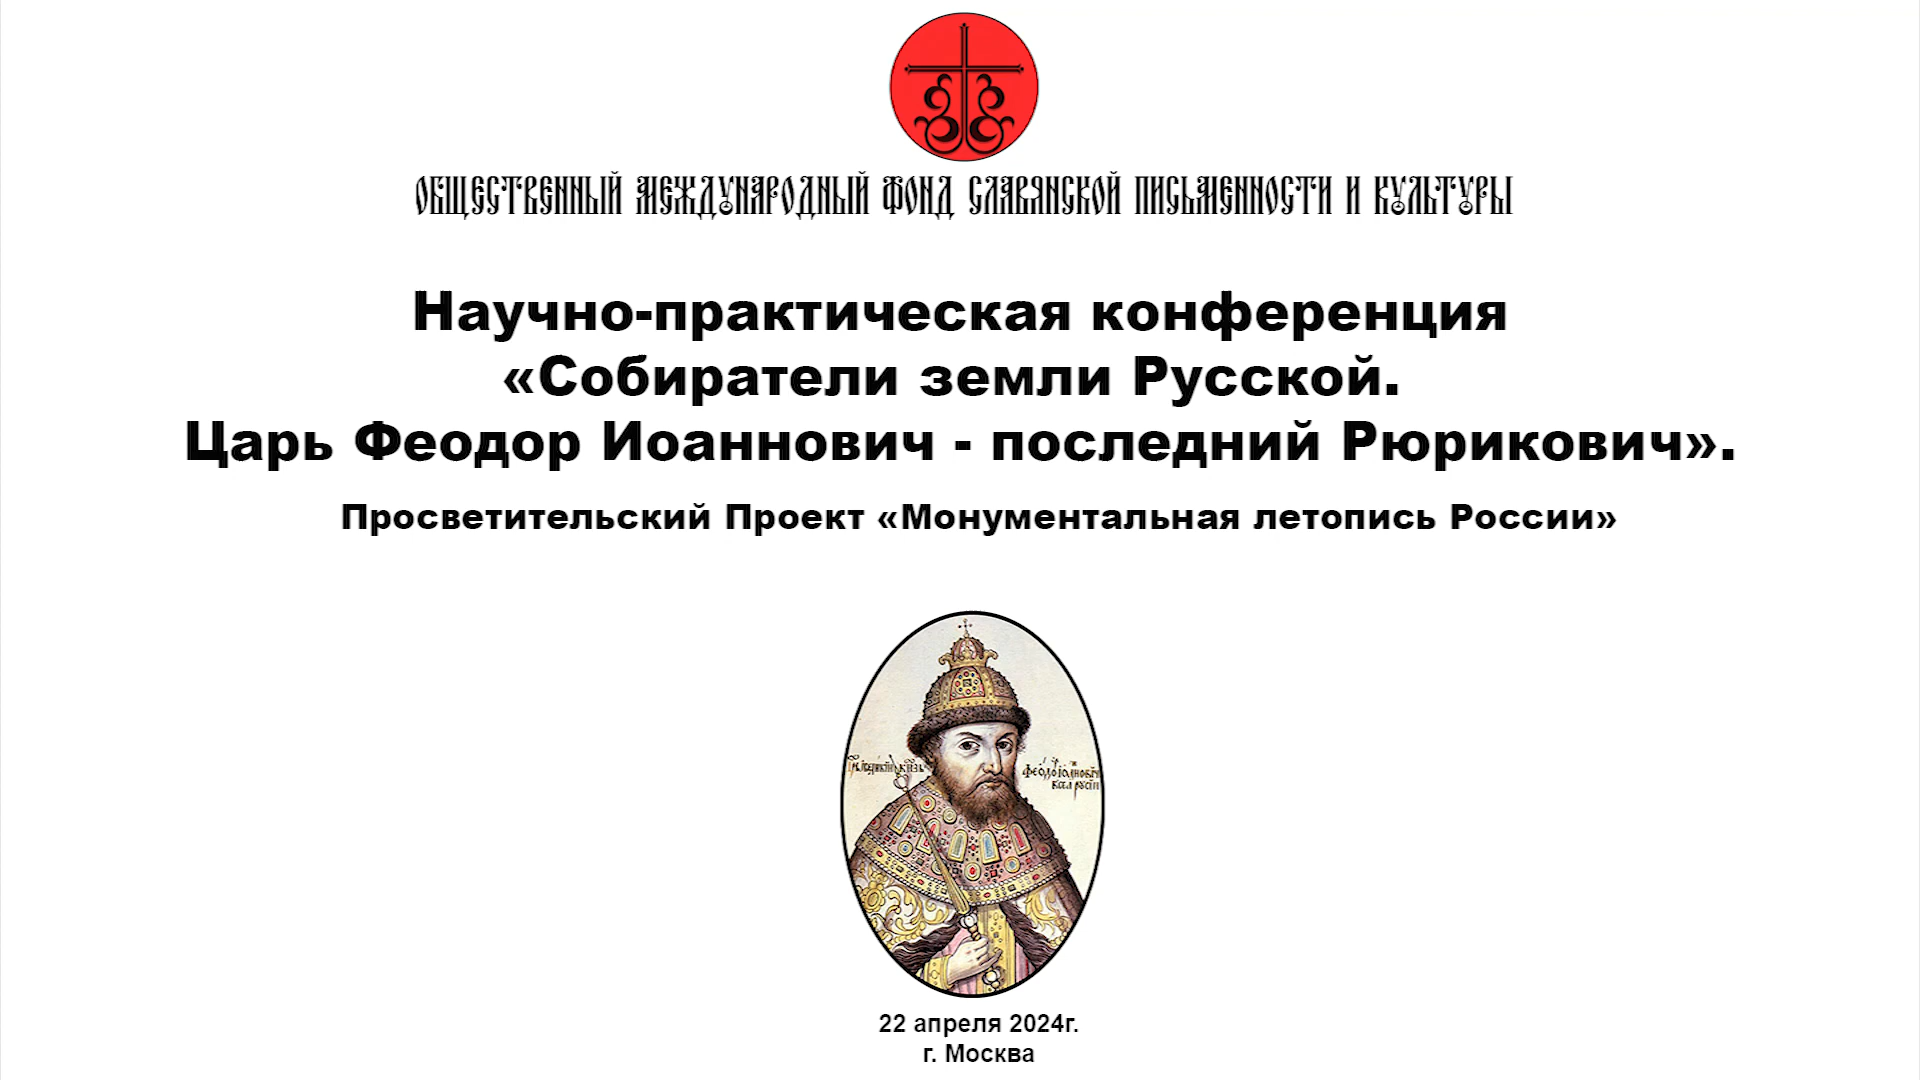 ОБЩЕСТВЕННЫЙ МЕЖДУНАРОДНЫЙ ФОНД СЛАВЯНСКОЙ ПИСЬМЕННОСТИ И КУЛЬТУРЫ
Научно-практическая конференция
«Собиратели земли Русской.
Царь Феодор Иоаннович - последний Рюрикович».
Просветительский Проект «Монументальная летопись России»
22 апреля 2024г.
г. Москва